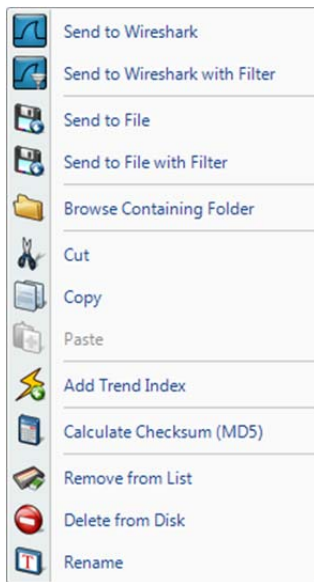 Send to Wireshark
Send to Wireshark with Filter
Send to File
Send to File with Filter
Browse Containing Folder
Cut
Copy
Paste
Add Trend Index
Calculate Checksum (MD5)
Remove from List
Delete from Disk
Rename